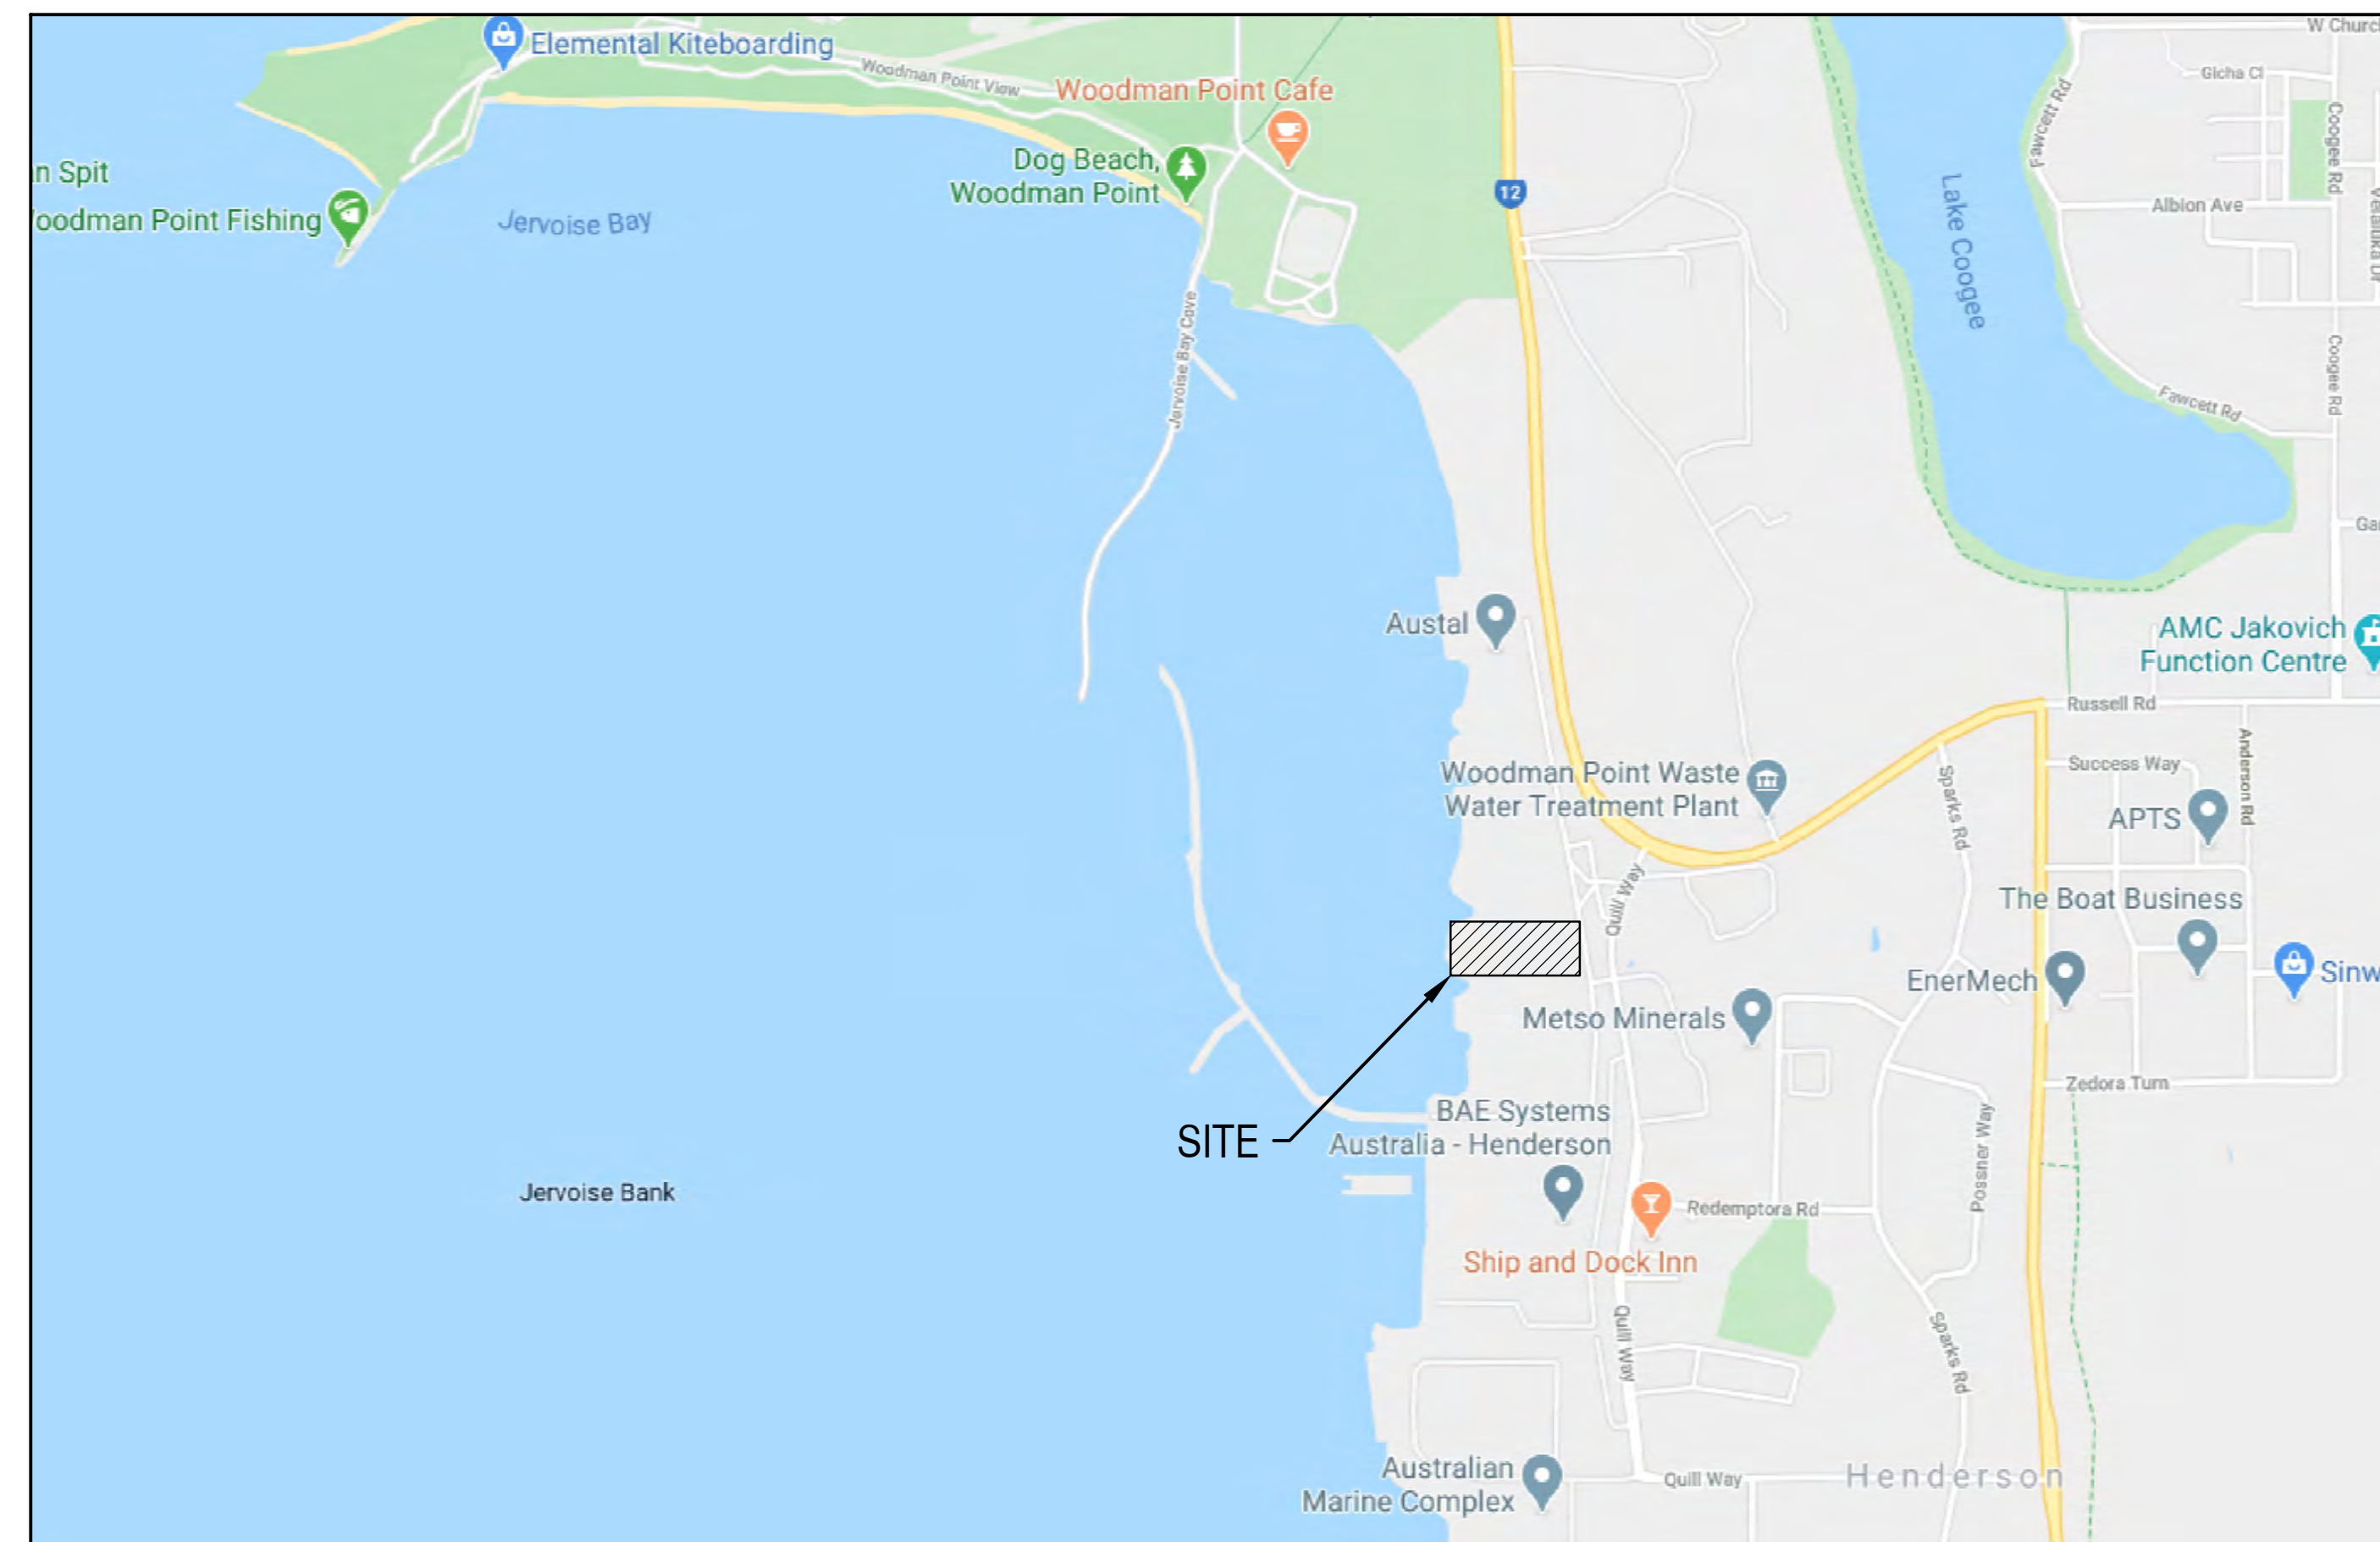 W Churc
Elemental Kiteboarding
Woodman Point View
Woodman Point Cafe
Gicha Cl
Fawcett Rd
Coogee Rd
Dog Beach,
Woodman Point
n Spit
oodman Point Fishing
Jervoise Bay
12
Lake Coogee
Albion Ave
Jervoise Bay Cove
Coogee Rd
Fawcett Rd
Ga
Austal
AMC Jakovich
Function Centre
Russell Rd
Anderson Rd
Success Way
Sparks Rd
Woodman Point Waste
Water Treatment Plant
APTS
Quill Way
The Boat Business
EnerMech
Sinw
Metso Minerals
Zedora Turn
BAE Systems
Australia - Henderson
SITE
Possner Way
Jervoise Bank
Redemptora Rd
Ship and Dock Inn
Quill Way
Sparks Rd
Australian
Marine Complex
Quill Way
Henderson